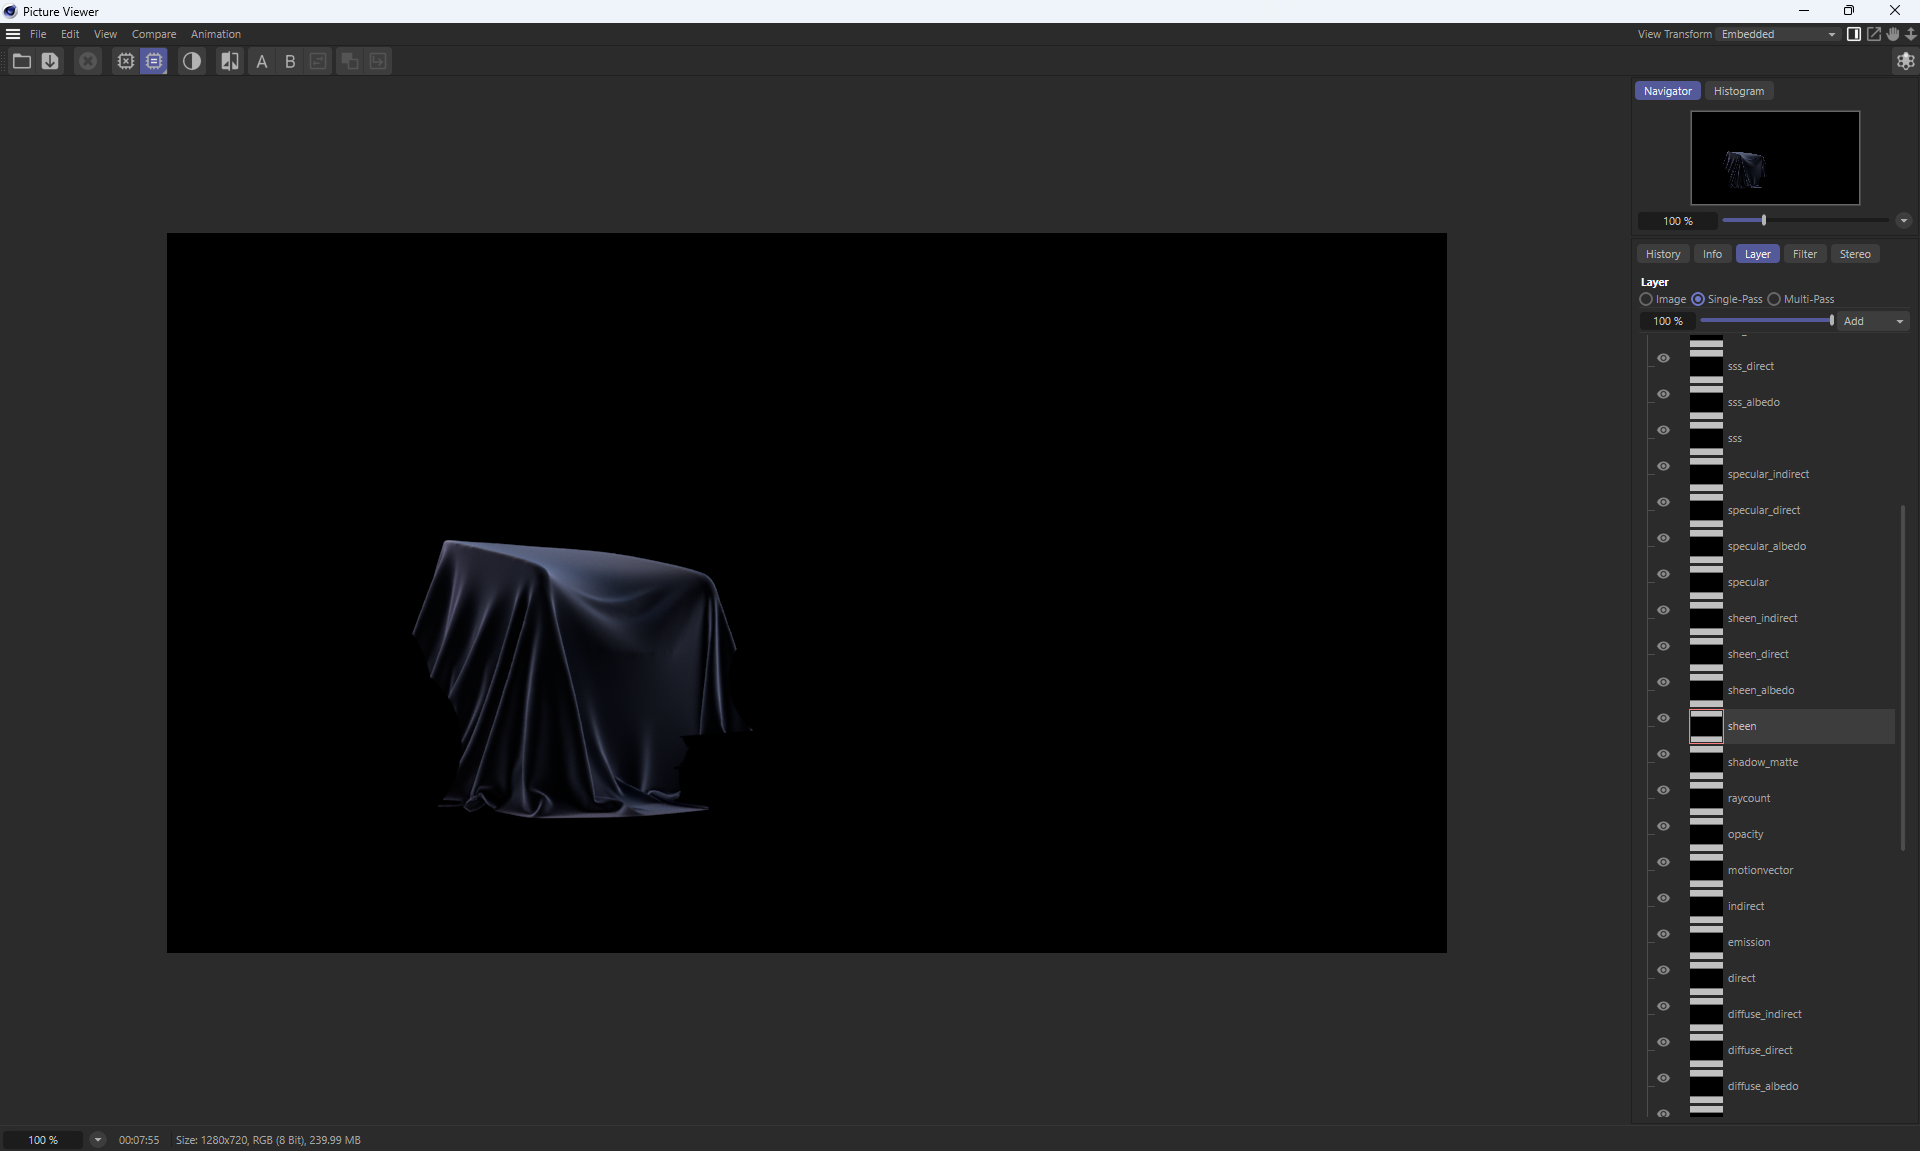 Picture Viewer
File Edit View Compare Animation
View Transform Embedded
A B
Navigator Histogram
100 %
History Info Layer Filter Stereo
Layer
Image Single-Pass Multi-Pass
100 % Add
sss_direct
sss_albedo
sss
specular_indirect
specular_direct
specular_albedo
specular
sheen_indirect
sheen_direct
sheen_albedo
sheen
shadow_matte
raycount
opacity
motionvector
indirect
emission
direct
diffuse_indirect
diffuse_direct
diffuse_albedo
100 % 00:07:55 Size: 1280x720, RGB (8 Bit), 239.99 MB